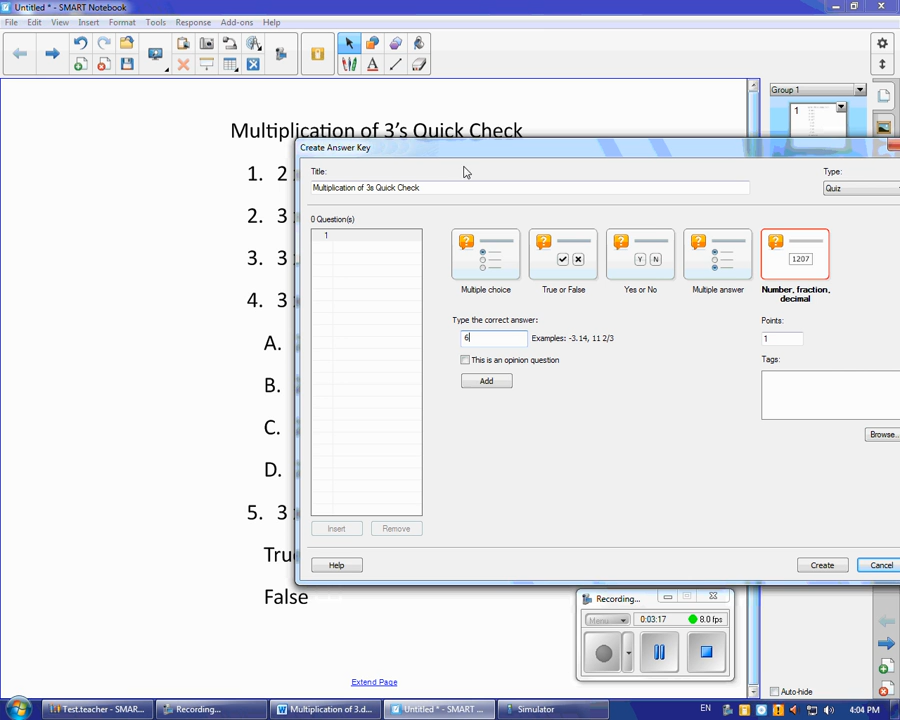 Untitled * - SMART Notebook
File Edit View Insert Format Tools Response Add-ons Help
Group 1
1
Multiplication of 3's Quick Check
1. 2
2. 3
3. 3
4. 3
A.
B.
C.
D.
5. 3
True
False
Extend Page
Create Answer Key
Title:
Type:
Multiplication of 3s Quick Check
Quiz
0 Question(s)
1
1207
Multiple choice
True or False
Y N
Yes or No
Multiple answer
Number, fraction,
decimal
Type the correct answer:
Points:
6
Examples: -3.14, 11 2/3
1
This is an opinion question
Tags:
Add
Browse...
Insert
Remove
Help
Create
Cancel
Recording...
Menu
0:03:17
8.0 fps
Auto-hide
Test.teacher - SMAR...
Recording...
Multiplication of 3.d...
Untitled * - SMART ...
Simulator
EN
4:04 PM